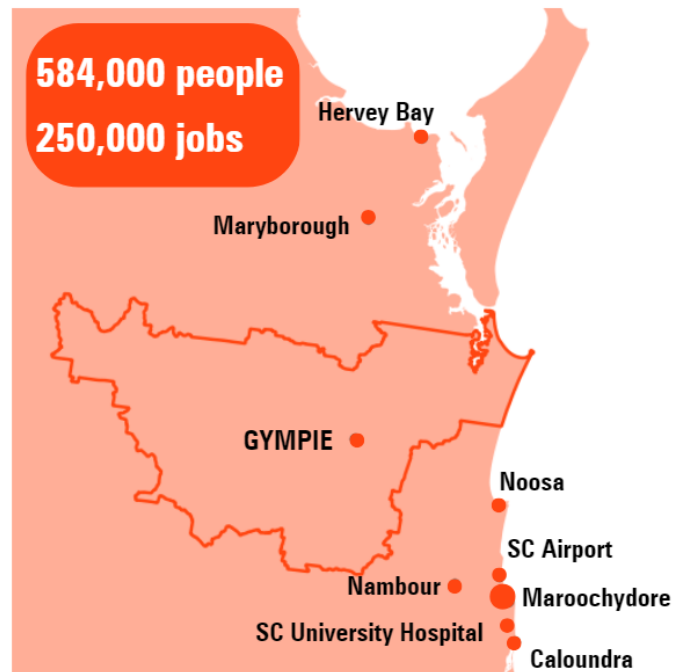 584,000 people
250,000 jobs
Hervey Bay
Maryborough
GYMPIE
Noosa
SC Airport
Nambour
Maroochydore
SC University Hospital
Caloundra